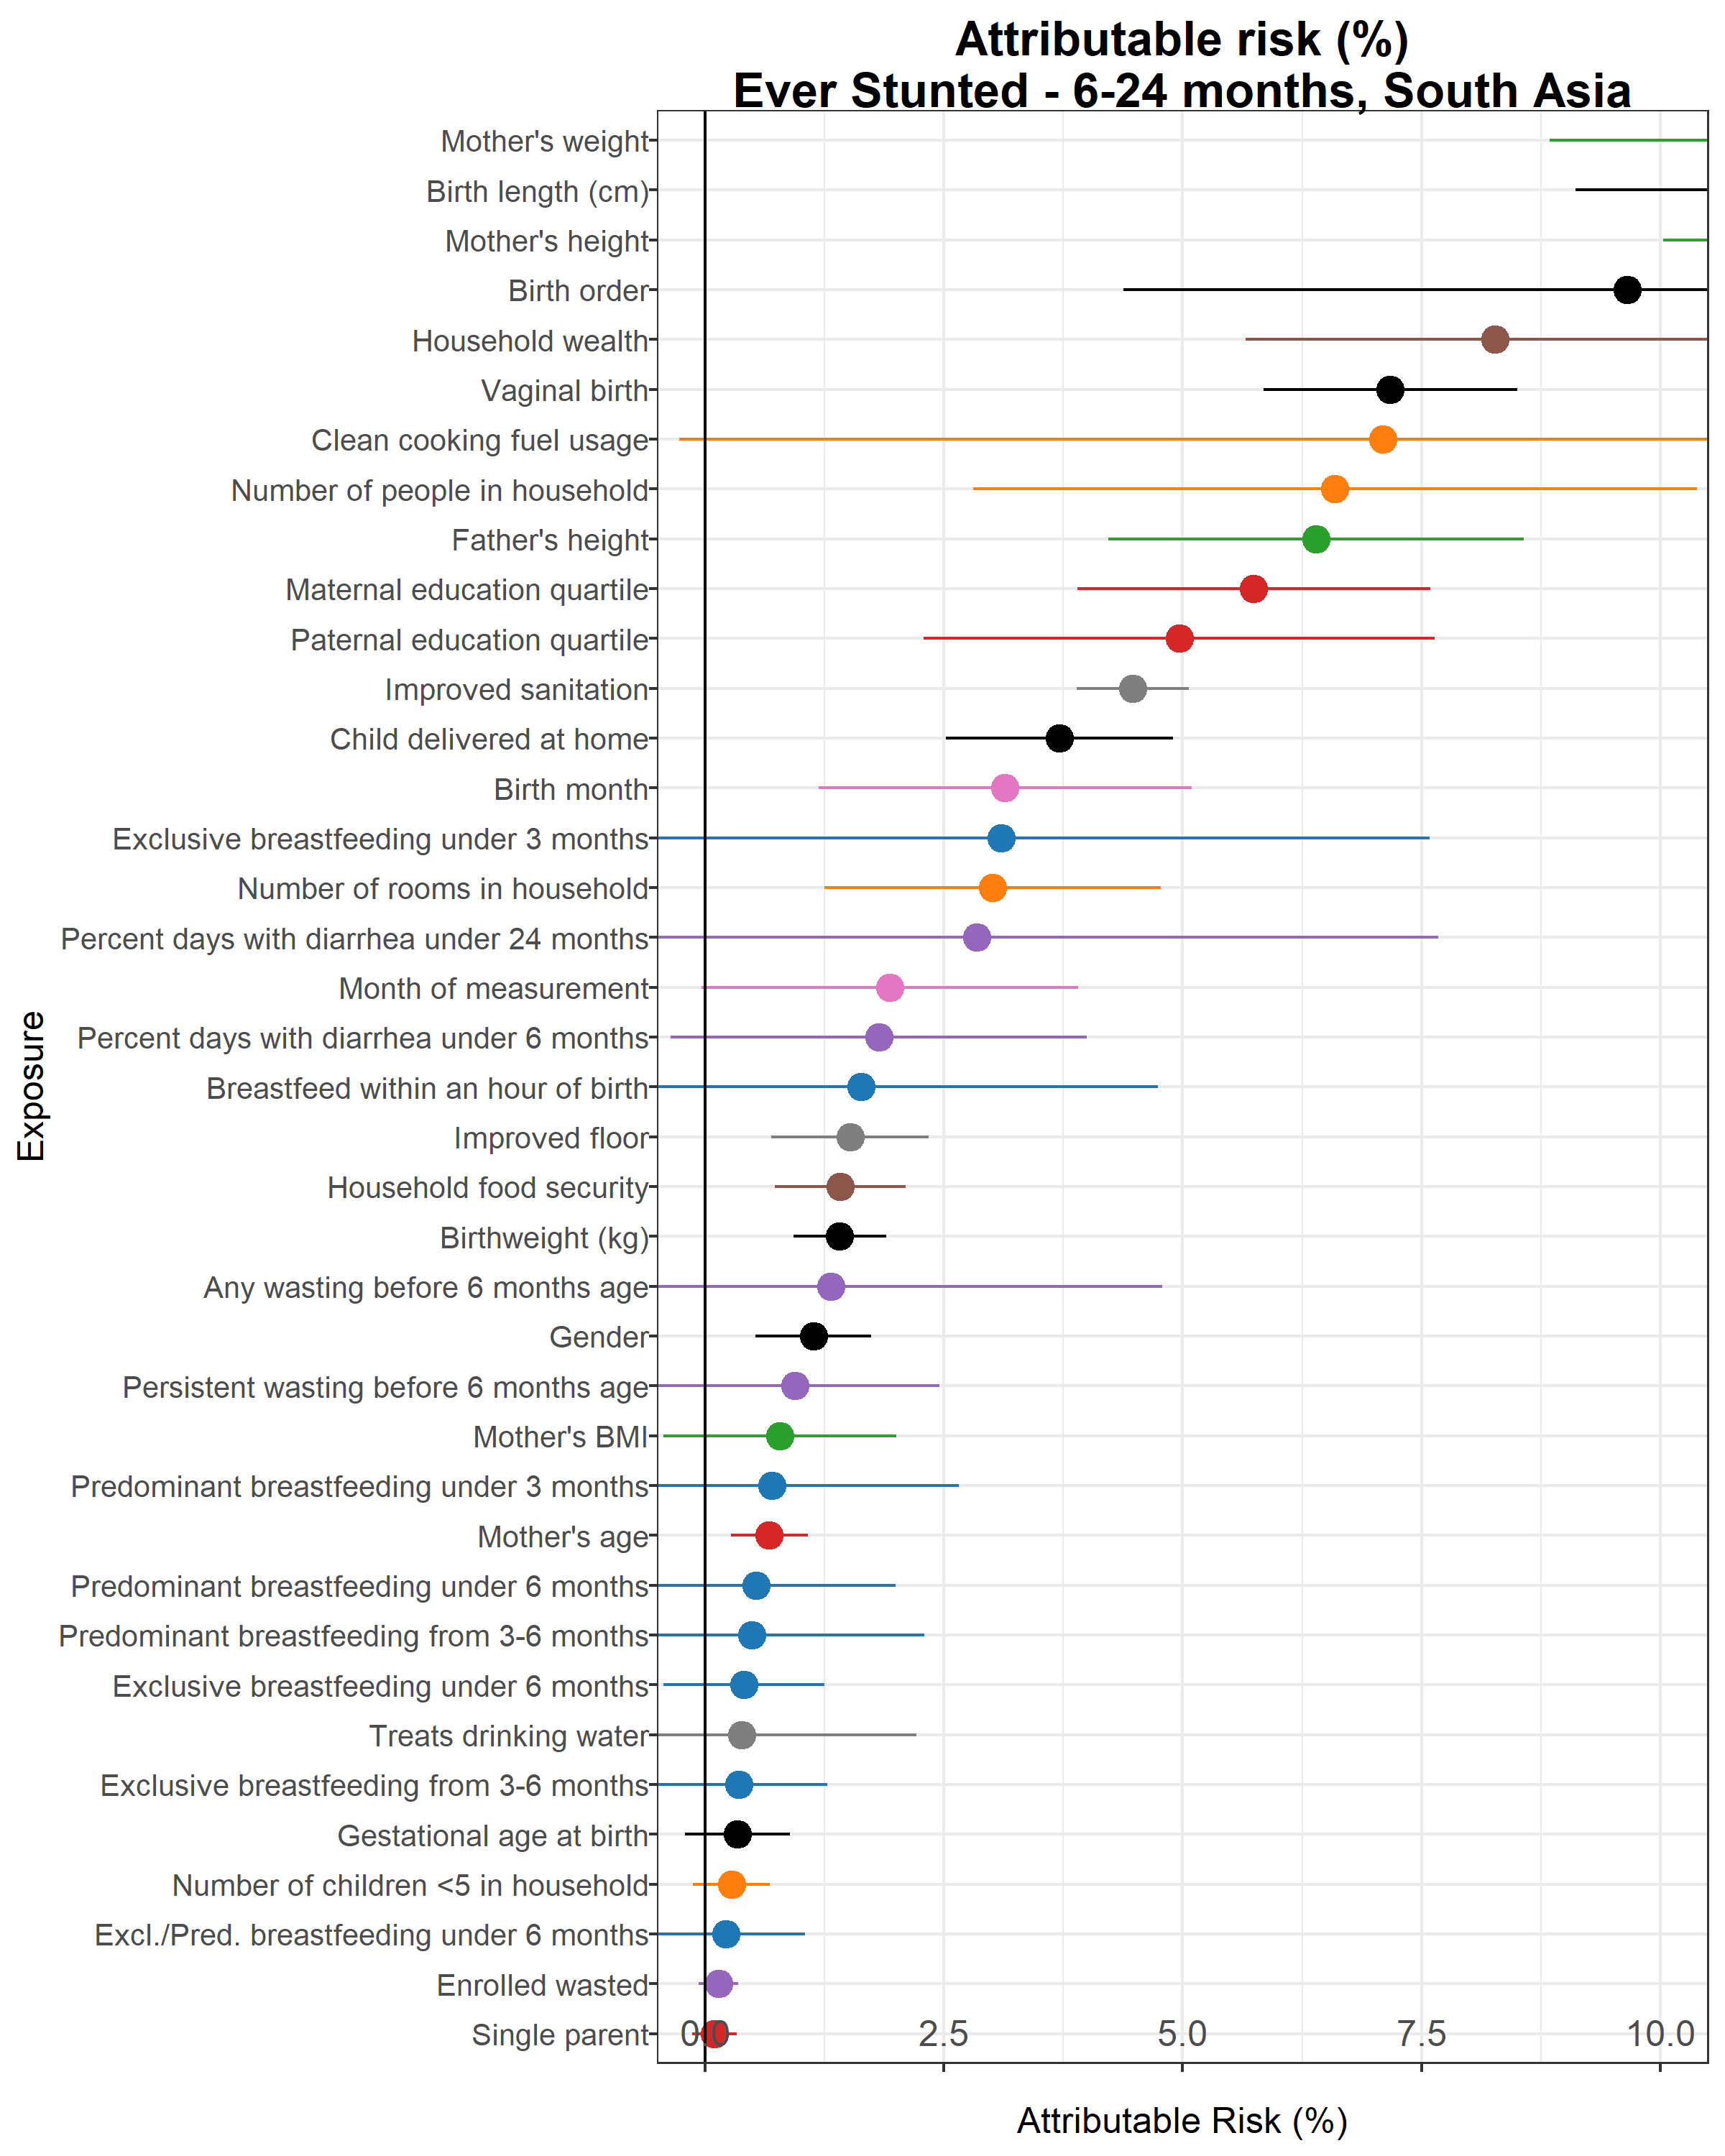 Attributable risk (%)
Ever Stunted - 6-24 months, South Asia
Mother's weight
Birth length (cm)
Mother's height
Birth order
Household wealth
Vaginal birth
Clean cooking fuel usage
Number of people in household
Father's height
Maternal education quartile
Paternal education quartile
Improved sanitation
Child delivered at home
Birth month
Exclusive breastfeeding under 3 months
Number of rooms in household
Percent days with diarrhea under 24 months
Month of measurement
Percent days with diarrhea under 6 months
Breastfeed within an hour of birth
Improved floor
Household food security
Birthweight (kg)
Any wasting before 6 months age
Gender
Persistent wasting before 6 months age
Mother's BMI
Predominant breastfeeding under 3 months
Mother's age
Predominant breastfeeding under 6 months
Predominant breastfeeding from 3-6 months
Exclusive breastfeeding under 6 months
Treats drinking water
Exclusive breastfeeding from 3-6 months
Gestational age at birth
Number of children <5 in household
Excl./Pred. breastfeeding under 6 months
Enrolled wasted
Single parent
Exposure
0.0 2.5 5.0 7.5 10.0
Attributable Risk (%)